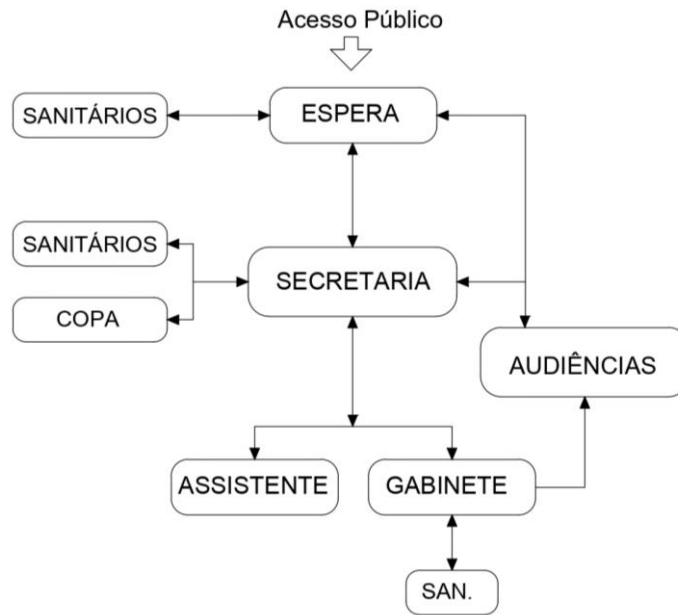 Acesso Público
ESPERA
SANITÁRIOS
SANITÁRIOS
SECRETARIA
COPA
AUDIÊNCIAS
ASSISTENTE
GABINETE
SAN.